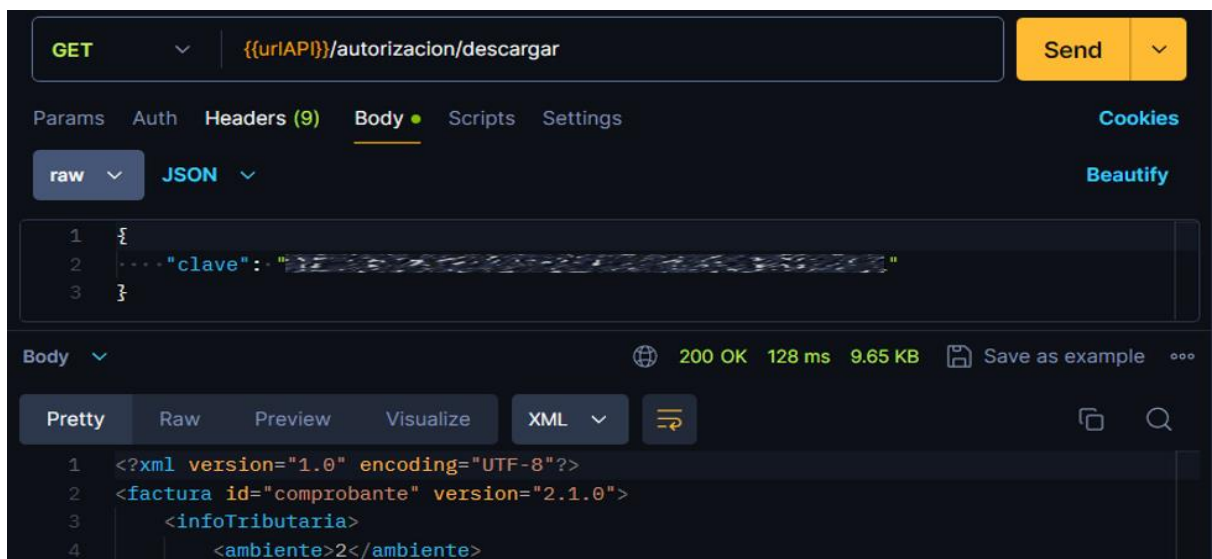 GET {{urlAPI}}/autorizacion/descargar Send
Params Auth Headers (9) Body Scripts Settings Cookies
raw JSON Beautify
1 {
2 "clave": " "
3 }
Body 200 OK 128 ms 9.65 KB Save as example
Pretty Raw Preview Visualize XML
1 <?xml version="1.0" encoding="UTF-8"?>
2 <factura id="comprobante" version="2.1.0">
3 <infoTributaria>
4 <ambiente>2</ambiente>